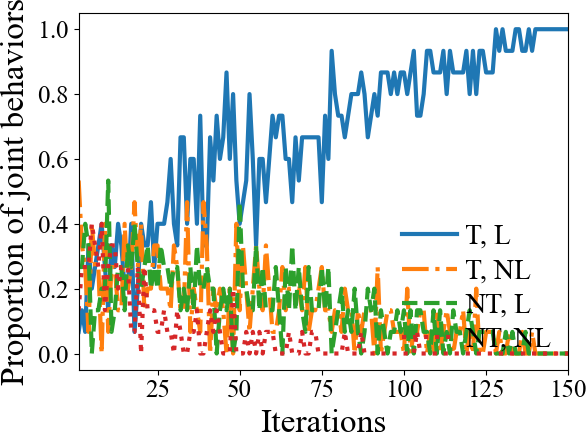 Proportion of joint behaviors
1.0
0.8
0.6
0.4
0.2
0.0
T, L
T, NL
NT, L
NT, NL
25
50
75
100
125
150
Iterations